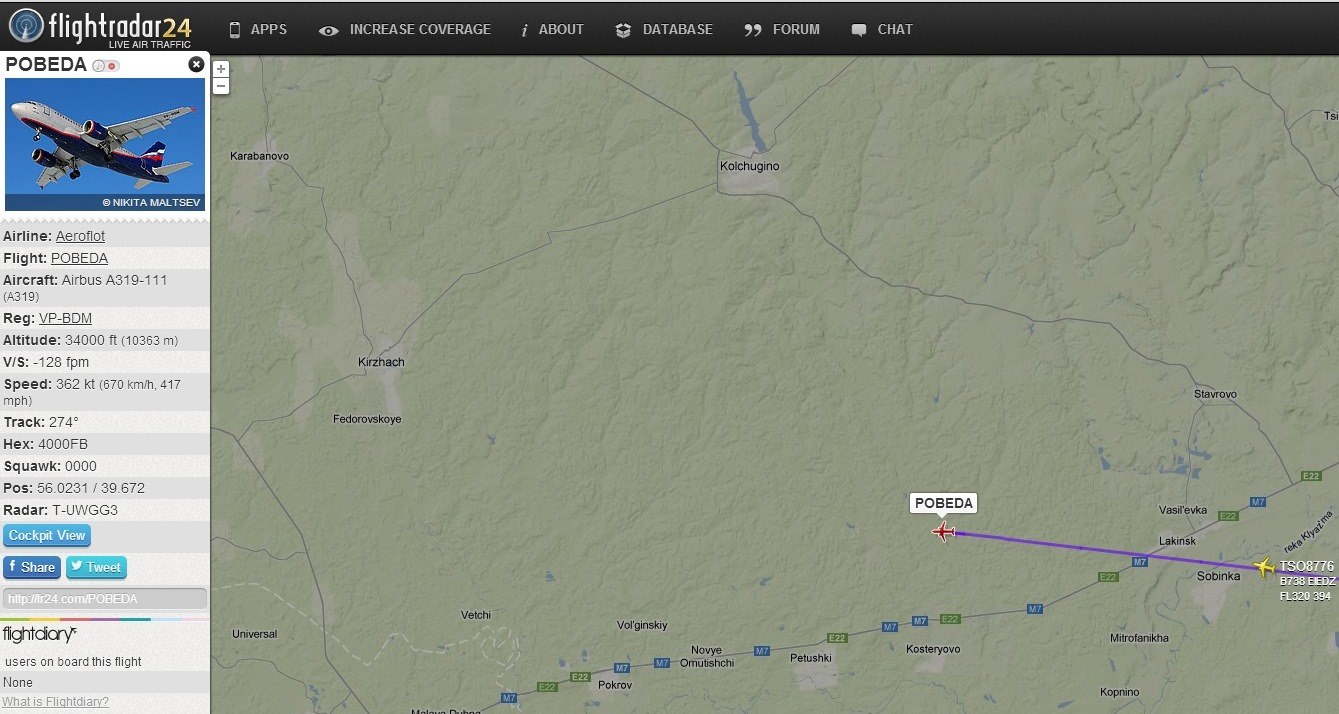 flightradar24
LIVE AIR TRAFFIC
APPS
INCREASE COVERAGE
ABOUT
DATABASE
FORUM
CHAT
POBEDA
© NIKITA MALTSEV
Airline: Aeroflot
Flight: POBEDA
Aircraft: Airbus A319-111
(A319)
Reg: VP-BDM
Altitude: 34000 ft (10363 m)
V/S: -128 fpm
Speed: 362 kt (670 km/h, 417
mph)
Track: 274°
Hex: 4000FB
Squawk: 0000
Pos: 56.0231 / 39.672
Radar: T-UWGG3
Cockpit View
Share
Tweet
http://fr24.com/POBEDA
flightdiary
users on board this flight
None
What is Flightdiary?
+
−
Karabanovo
Kolchugino
Tsi
Kirzhach
Fedorovskoye
Stavrovo
E22
M7
POBEDA
Vasil'evka
E22
reka Klyaz'ma
Lakinsk
M7
TSO8776
B738 EIEDZ
FL320 394
Sobinka
E22
M7
Vetchi
Vol'ginskiy
M7
E22
M7
Universal
E22
Mitrofanikha
Novye
Omutishchi
M7
Petushki
Kosteryovo
M7
M7
E22
Pokrov
E22
M7
Kopnino
Malaya Dubna